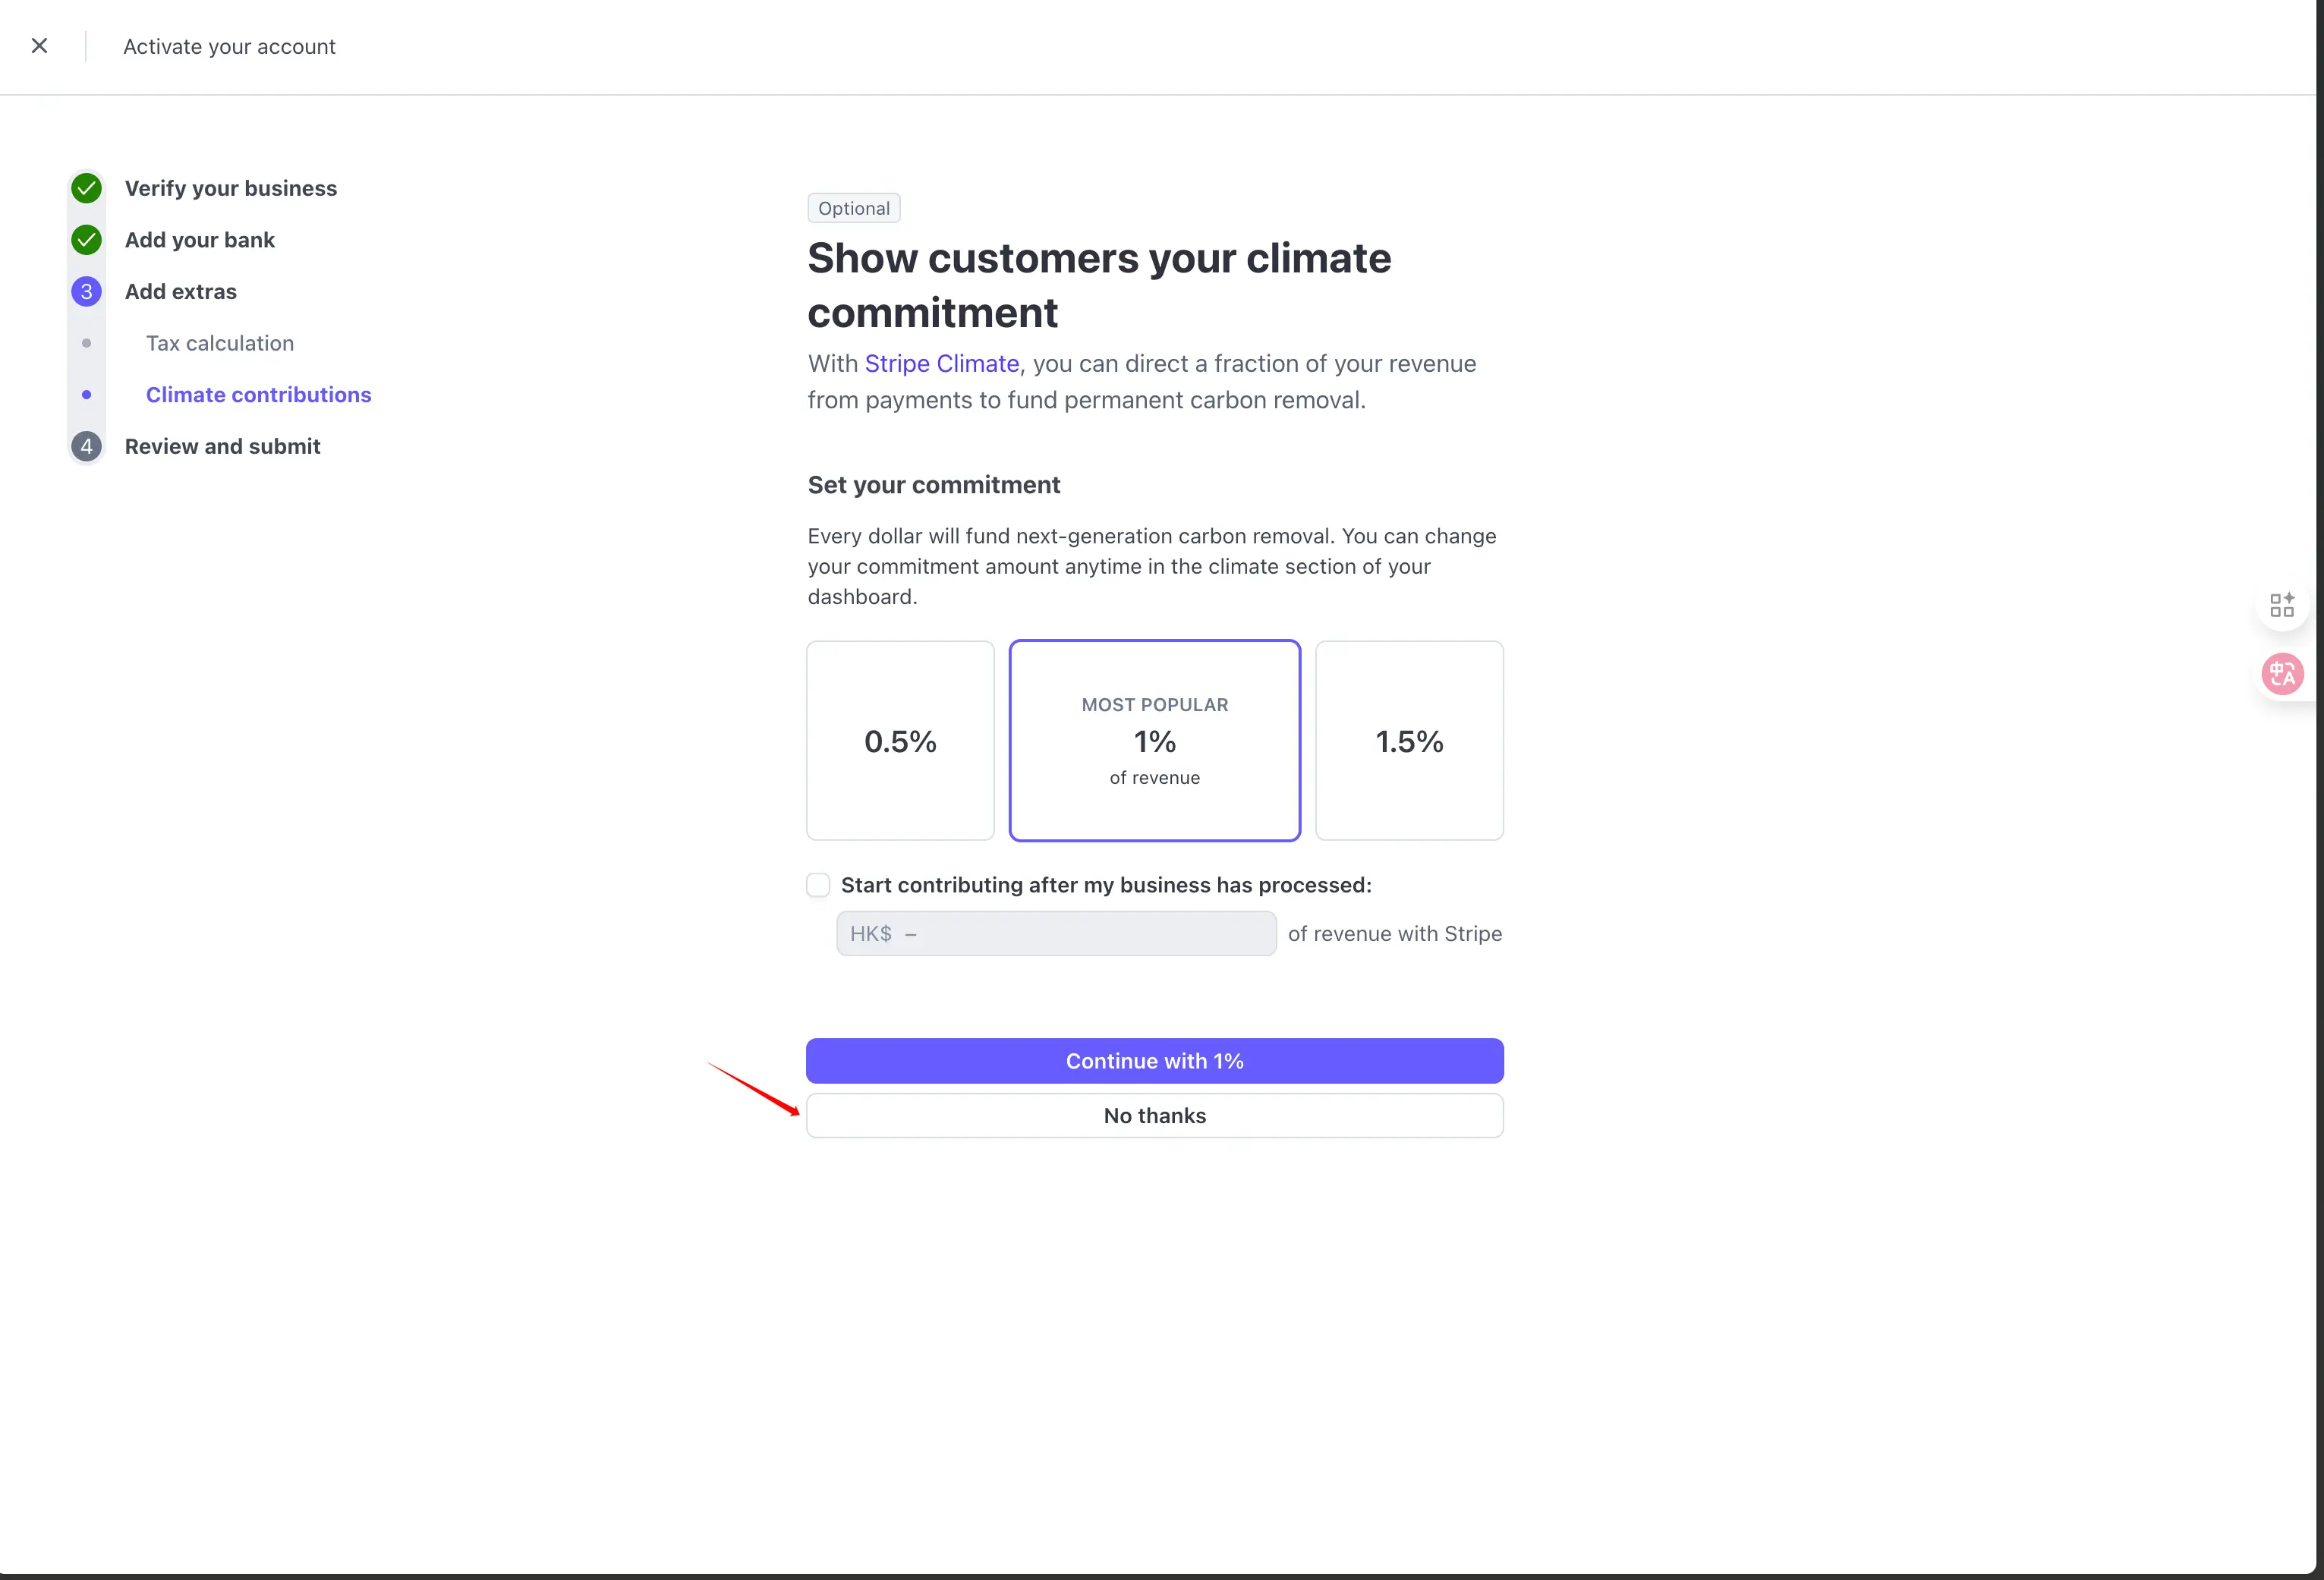 Activate your account
Verify your business
Add your bank
3
Add extras
Tax calculation
Climate contributions
4
Review and submit
Optional
Show customers your climate
commitment
With Stripe Climate, you can direct a fraction of your revenue
from payments to fund permanent carbon removal.
Set your commitment
Every dollar will fund next-generation carbon removal. You can change
your commitment amount anytime in the climate section of your
dashboard.
0.5%
MOST POPULAR
1%
of revenue
1.5%
Start contributing after my business has processed:
HK$ –
of revenue with Stripe
Continue with 1%
No thanks
中A